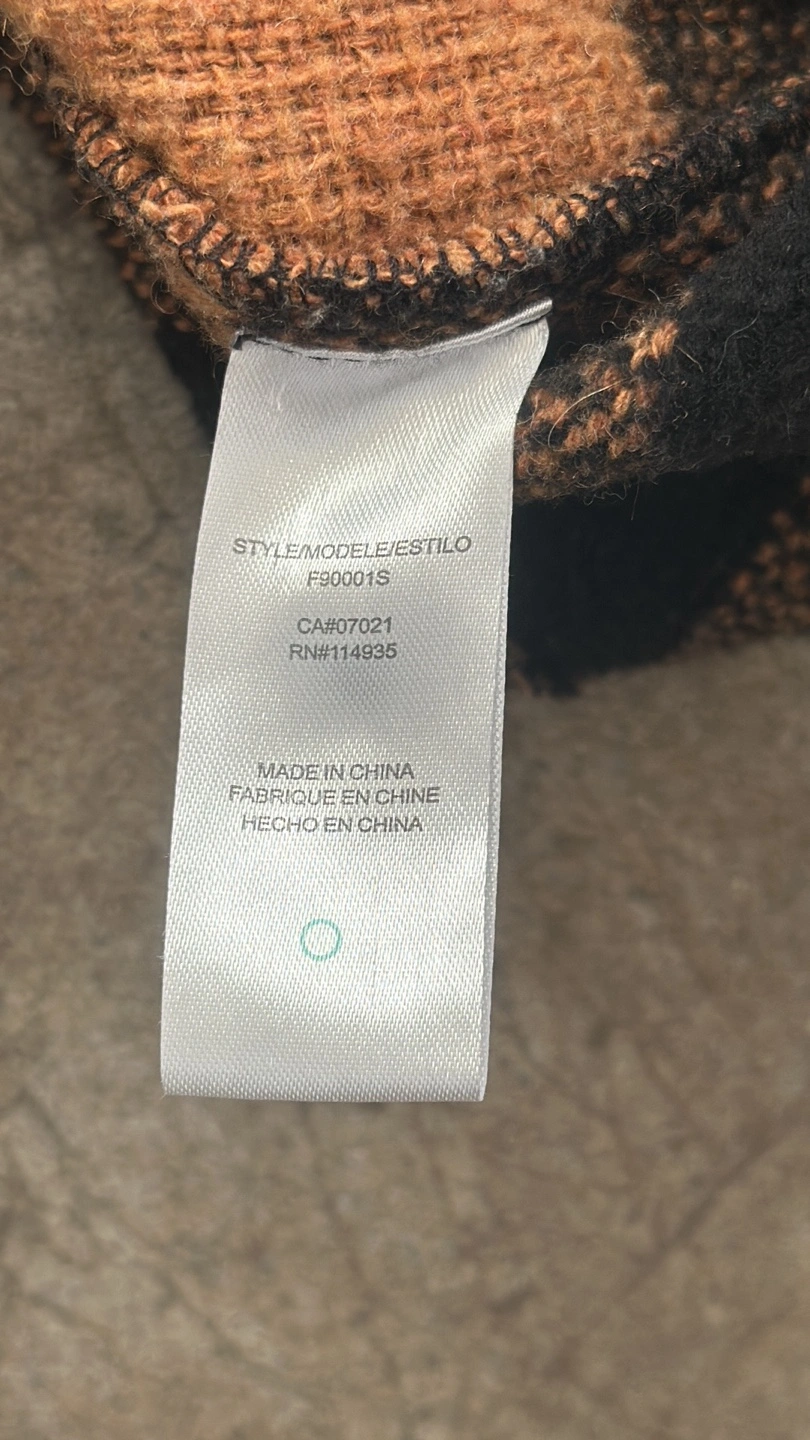 STYLE/MODELE/ESTILO
F90001S
CA#07021
RN#114935
MADE IN CHINA
FABRIQUE EN CHINE
HECHO EN CHINA